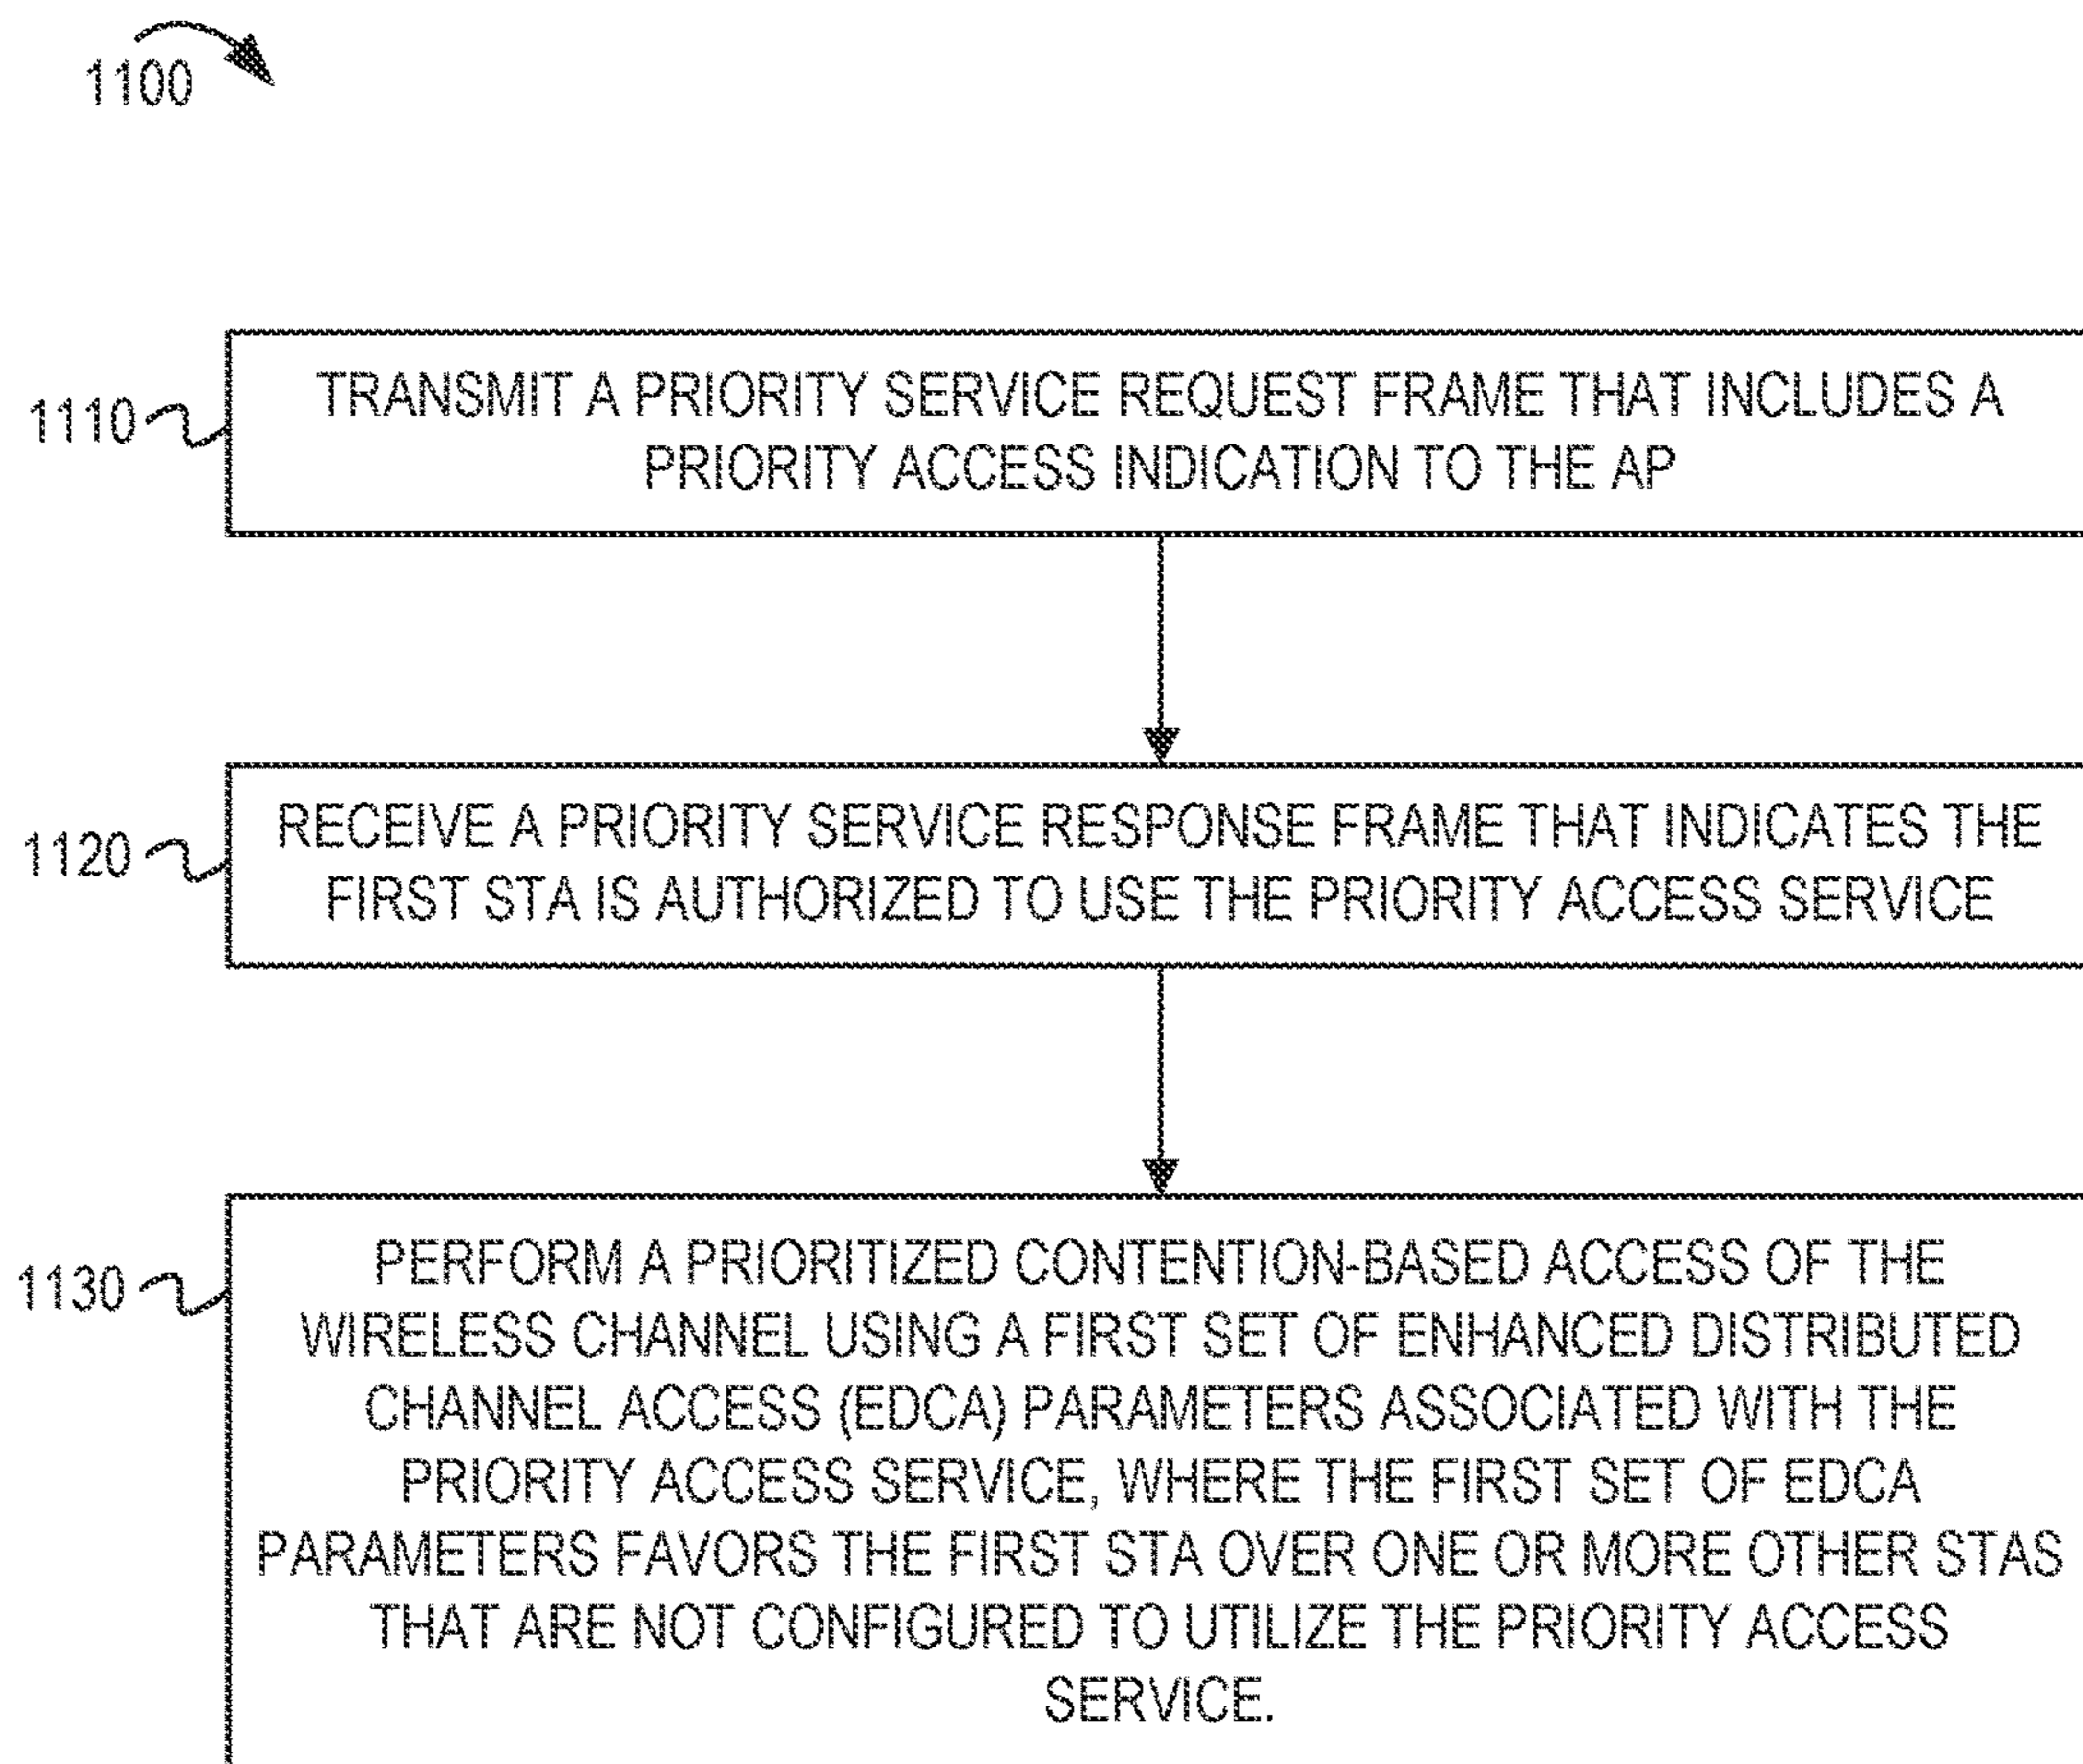 1100
1110
TRANSMIT A PRIORITY SERVICE REQUEST FRAME THAT INCLUDES A
PRIORITY ACCESS INDICATION TO THE AP
1120
RECEIVE A PRIORITY SERVICE RESPONSE FRAME THAT INDICATES THE
FIRST STA IS AUTHORIZED TO USE THE PRIORITY ACCESS SERVICE
1130
PERFORM A PRIORITIZED CONTENTION-BASED ACCESS OF THE
WIRELESS CHANNEL USING A FIRST SET OF ENHANCED DISTRIBUTED
CHANNEL ACCESS (EDCA) PARAMETERS ASSOCIATED WITH THE
PRIORITY ACCESS SERVICE, WHERE THE FIRST SET OF EDCA
PARAMETERS FAVORS THE FIRST STA OVER ONE OR MORE OTHER STAS
THAT ARE NOT CONFIGURED TO UTILIZE THE PRIORITY ACCESS
SERVICE.